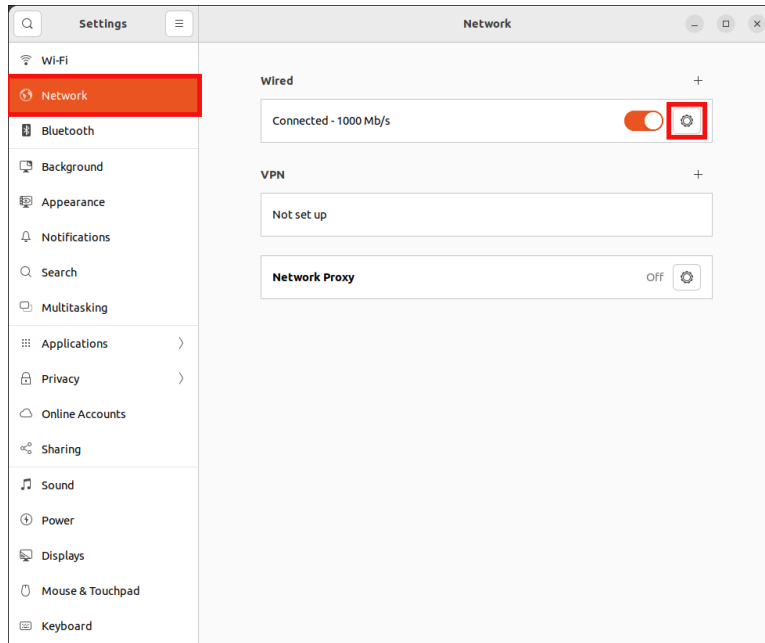 Settings
Network
Wi-Fi
Network
Bluetooth
Background
Appearance
Notifications
Search
Multitasking
Applications
Privacy
Online Accounts
Sharing
Sound
Power
Displays
Mouse & Touchpad
Keyboard
Wired
Connected - 1000 Mb/s
VPN
Not set up
Network Proxy
Off